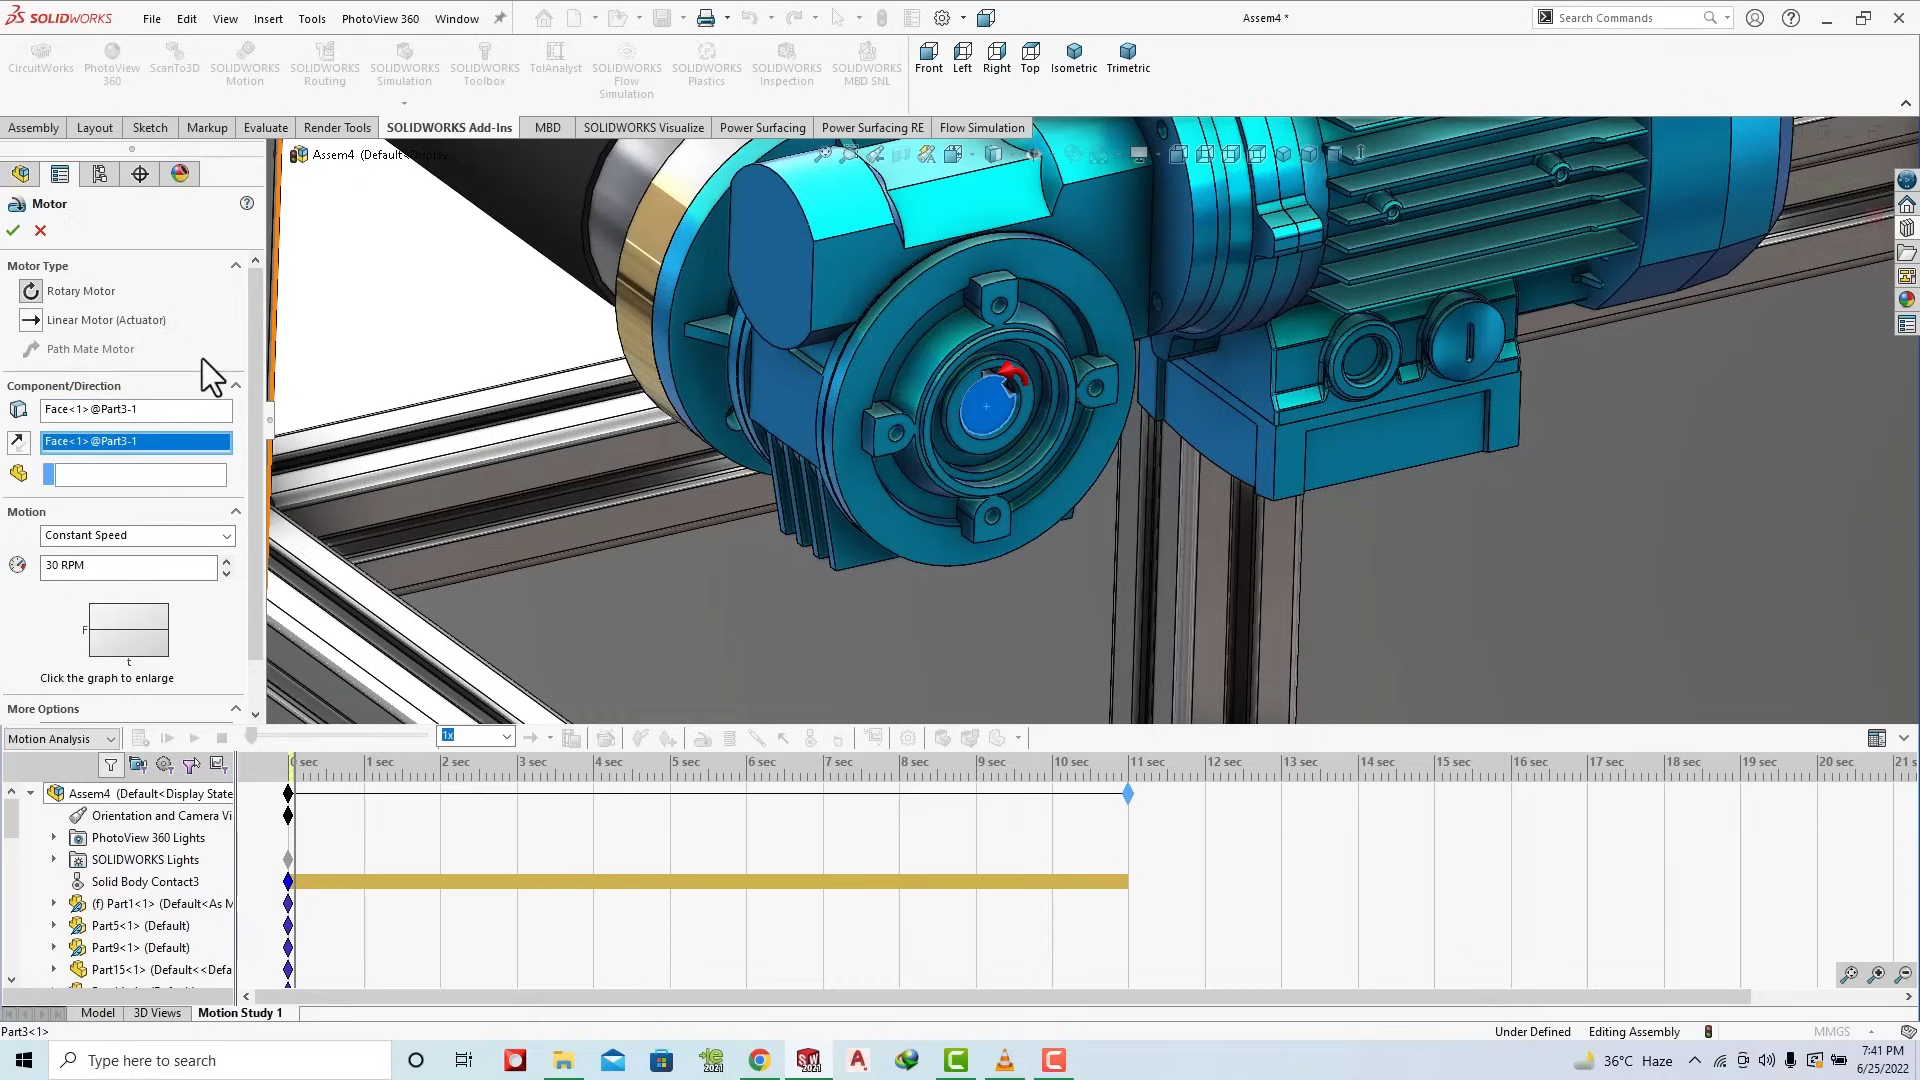 SOLIDWORKS File Edit View Insert Tools PhotoView 360 Window Assem4 * Search Commands
CircuitWorks PhotoView 360 ScanTo3D SOLIDWORKS Motion SOLIDWORKS Routing SOLIDWORKS Simulation SOLIDWORKS Toolbox TolAnalyst SOLIDWORKS Flow Simulation SOLIDWORKS Plastics SOLIDWORKS Inspection SOLIDWORKS MBD SNL Front Left Right Top Isometric Trimetric
Assembly Layout Sketch Markup Evaluate Render Tools SOLIDWORKS Add-Ins MBD SOLIDWORKS Visualize Power Surfacing Power Surfacing RE Flow Simulation
Assem4 (Default<Display
Motor
Motor Type
Rotary Motor
Linear Motor (Actuator)
Path Mate Motor
Component/Direction
Face<1>@Part3-1
Face<1>@Part3-1
Motion
Constant Speed
30 RPM
F
t
Click the graph to enlarge
More Options
Motion Analysis 1x
0 sec 1 sec 2 sec 3 sec 4 sec 5 sec 6 sec 7 sec 8 sec 9 sec 10 sec 11 sec 12 sec 13 sec 14 sec 15 sec 16 sec 17 sec 18 sec 19 sec 20 sec 21 s
Assem4 (Default<Display State
Orientation and Camera Vi
PhotoView 360 Lights
SOLIDWORKS Lights
Solid Body Contact3
(f) Part1<1> (Default<As M
Part5<1> (Default)
Part9<1> (Default)
Part15<1> (Default<<Defa
Model 3D Views Motion Study 1
Part3<1> Under Defined Editing Assembly MMGS
Type here to search 36°C Haze 7:41 PM
6/25/2022